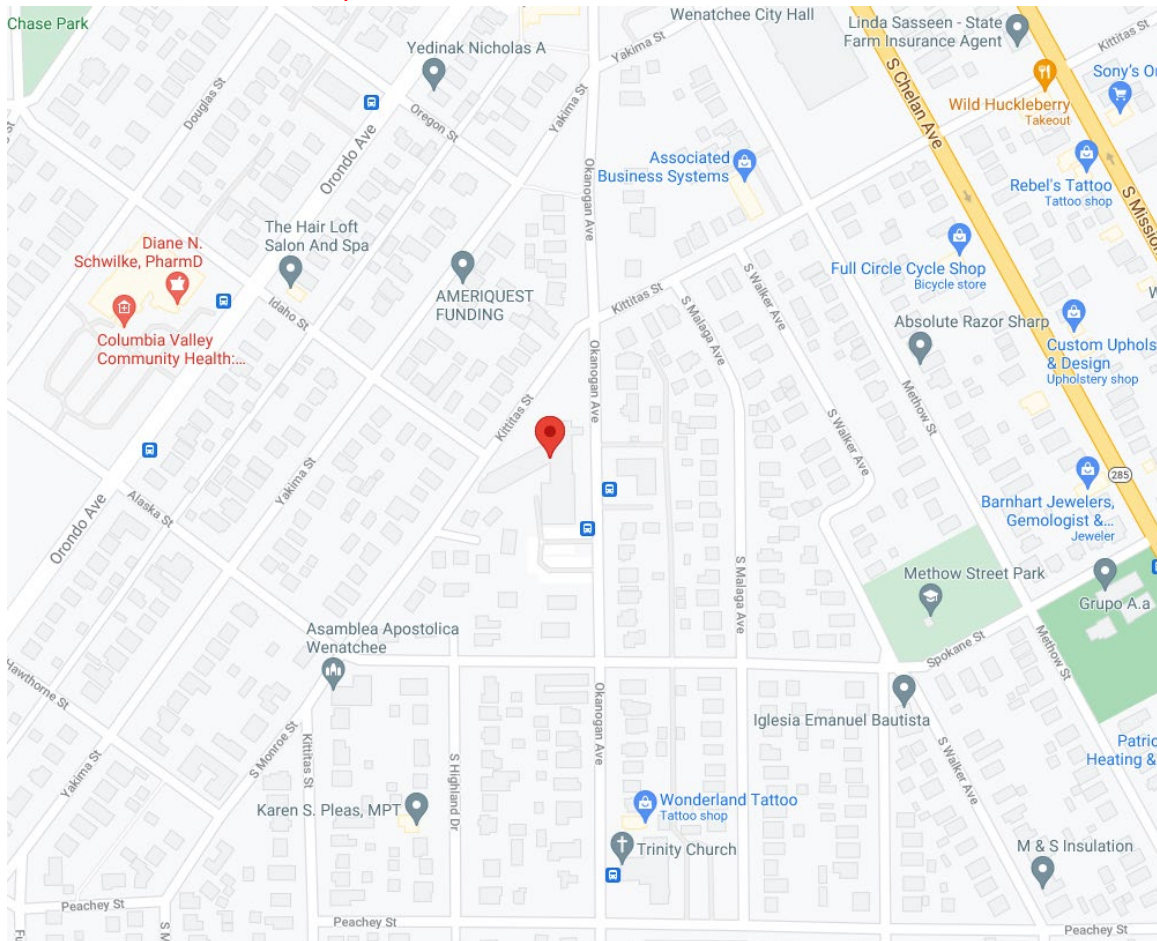 Chase Park
Wenatchee City Hall
Linda Sasseen - State
Farm Insurance Agent
Yedinak Nicholas A
Yakima St
Kittitas St
Sony's O
Wild Huckleberry
Takeout
S Chelan Ave
S Mission
Douglas St
Oregon St
Yakima St
Orondo Ave
Okanogan Ave
Associated
Business Systems
Rebel's Tattoo
Tattoo shop
The Hair Loft
Salon And Spa
Diane N.
Schwilke, PharmD
AMERIQUEST
FUNDING
Full Circle Cycle Shop
Bicycle store
S Walker Ave
Kittitas St
S Malaga Ave
Idaho St
Columbia Valley
Community Health:...
Absolute Razor Sharp
Custom Uphols
& Design
Upholstery shop
Okanogan Ave
Kittitas St
Methow St
S Walker Ave
Yakima St
285
Orondo Ave
Alaska St
Barnhart Jewelers,
Gemologist &...
Jeweler
Methow Street Park
S Malaga Ave
Grupo A.a
Asamblea Apostolica
Wenatchee
Spokane St
Methow St
Hawthorne St
Okanogan Ave
Iglesia Emanuel Bautista
S Monroe St
Kittitas St
S Highland Dr
S Walker Ave
Patric
Heating &
Yakima St
Karen S. Pleas, MPT
Wonderland Tattoo
Tattoo shop
Trinity Church
M & S Insulation
Peachey St
S M
Fu
Peachey St
Peachey St